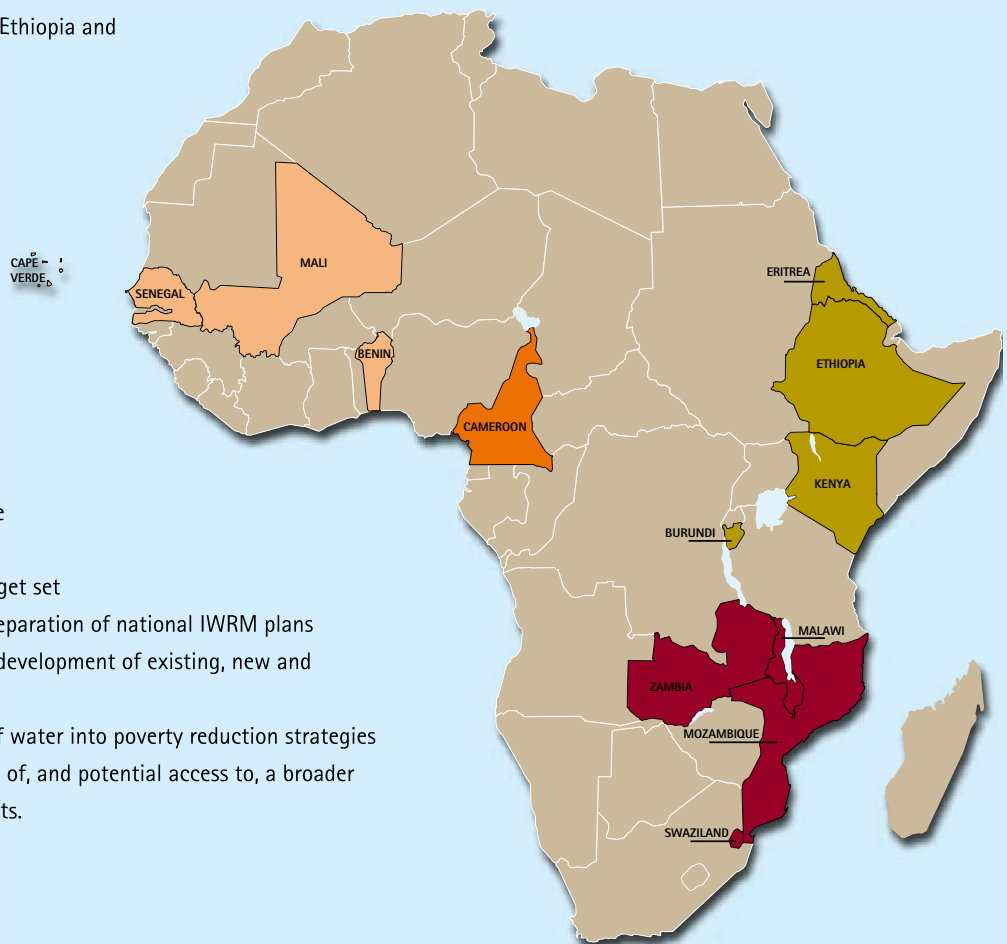 Ethiopia and
CAPE
VERDE
SENEGAL
MALI
BENIN
CAMEROON
ERITREA
ETHIOPIA
KENYA
BURUNDI
MALAWI
ZAMBIA
MOZAMBIQUE
SWAZILAND
get set
eparation of national IWRM plans
development of existing, new and
water into poverty reduction strategies
of, and potential access to, a broader